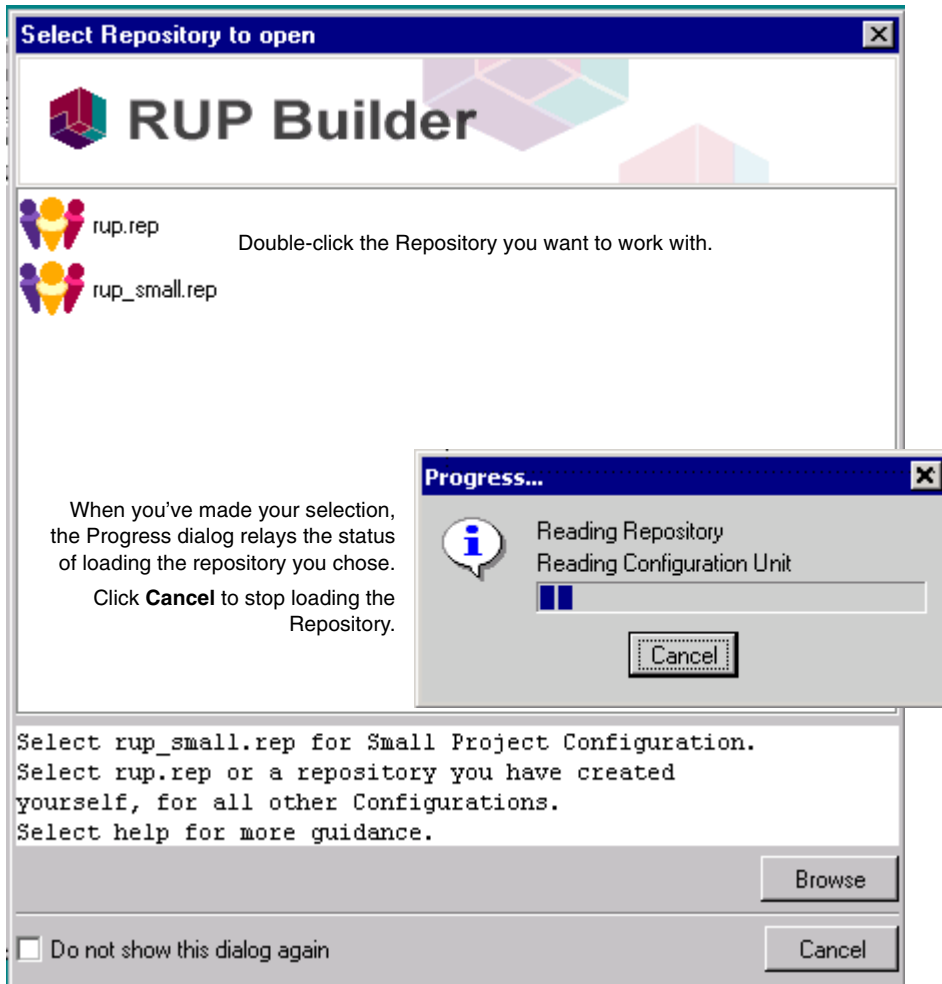 Select Repository to open
RUP Builder
rup.rep
Double-click the Repository you want to work with.
rup_small.rep
Progress...
When you've made your selection,
the Progress dialog relays the status
of loading the repository you chose.
Click Cancel to stop loading the
Repository.
Reading Repository
Reading Configuration Unit
Cancel
Select rup_small.rep for Small Project Configuration.
Select rup.rep or a repository you have created
yourself, for all other Configurations.
Select help for more guidance.
Browse
Do not show this dialog again
Cancel